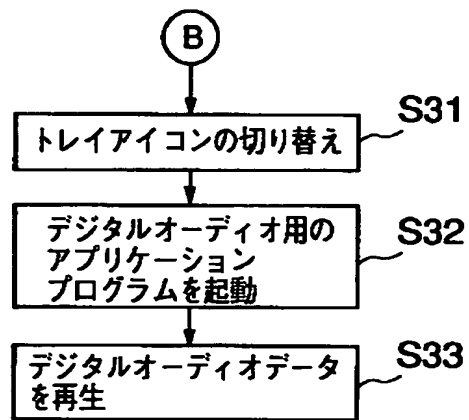 B
トレイアイコンの切り替え
S31
デジタルオーディオ用の
アプリケーション
プログラムを起動
S32
デジタルオーディオデータ
を再生
S33